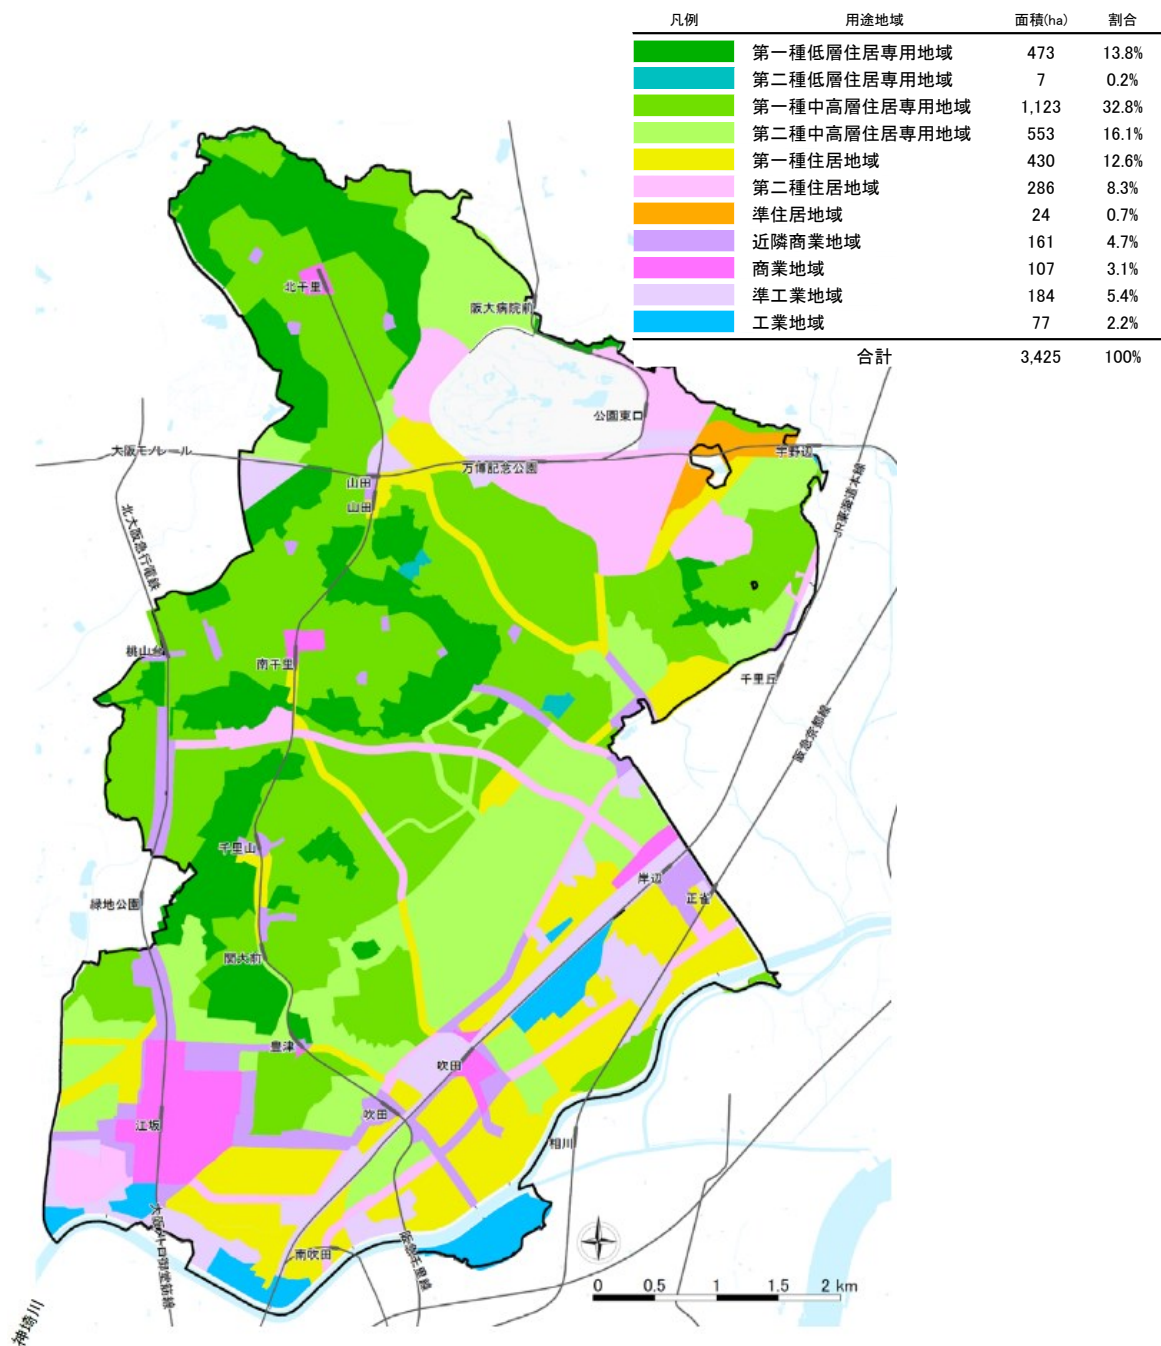 凡例 用途地域 面積(ha) 割合
第一種低層住居専用地域 473 13.8%
第二種低層住居専用地域 7 0.2%
第一種中高層住居専用地域 1,123 32.8%
第二種中高層住居専用地域 553 16.1%
第一種住居地域 430 12.6%
第二種住居地域 286 8.3%
準住居地域 24 0.7%
近隣商業地域 161 4.7%
商業地域 107 3.1%
準工業地域 184 5.4%
工業地域 77 2.2%
合計 3,425 100%
北千里
阪大病院前
公園東口
大阪モノレール
宇野辺
万博記念公園
山田
山田
JR東海道本線
北大阪急行電鉄
桃山台
南千里
千里丘
阪急京都線
千里山
岸辺
正雀
緑地公園
関大前
豊津
吹田
吹田
江坂
相川
大阪メトロ御堂筋線
阪急千里線
南吹田
神埼川
0 0.5 1 1.5 2 km